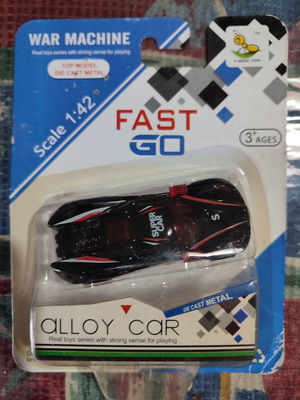 WAR MACHINE
Real toys series with strong sense for playing
TOP MODEL
DIE CAST METAL
Scale 1:42
FAST
GO
3+ AGES
SUPER
CAR
S
DIE CAST METAL
alloy car
Real toys series with strong sense for playing